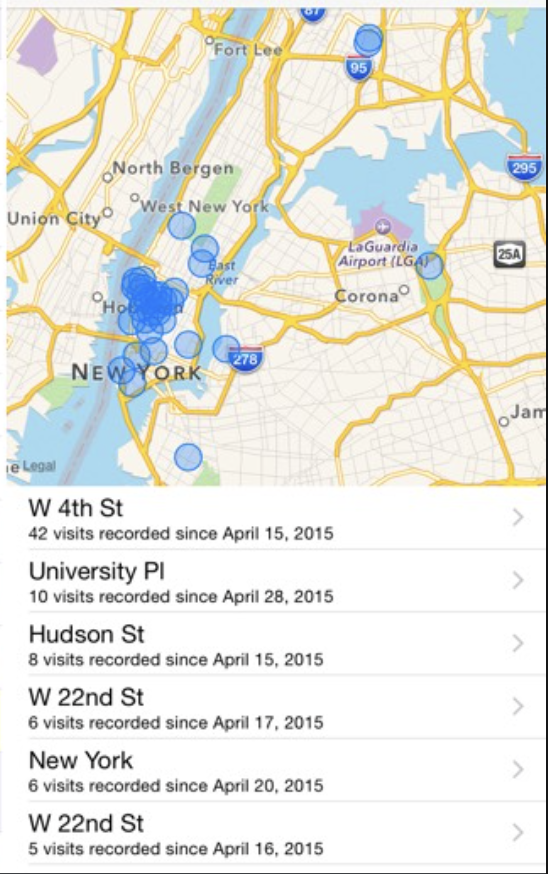 87
Fort Lee
95
North Bergen
295
West New York
Union City
LaGuardia
Airport (LGA)
25A
East
River
Corona
278
NEW YORK
Legal
W 4th St
42 visits recorded since April 15, 2015
University Pl
10 visits recorded since April 28, 2015
Hudson St
8 visits recorded since April 15, 2015
W 22nd St
6 visits recorded since April 17, 2015
New York
6 visits recorded since April 20, 2015
W 22nd St
5 visits recorded since April 16, 2015